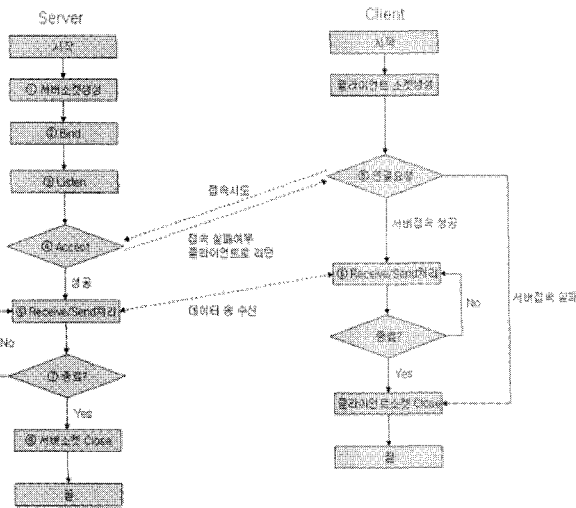 Server
시작
① 서버소켓생성
② Bind
③ Listen
④ Accept
성공
Receive/Send처리
No
⑦ 종료?
Yes
⑧ 서버소켓 Close
끝
접속시도
접속 실패여부
클라이언트로 리턴
데이터 송 수신
Client
시작
클라이언트 소켓생성
⑤ 연결요청
서버접속 성공
Receive/Send처리
No
서버접속 실패
종료?
Yes
클라이언트소켓 Close
끝